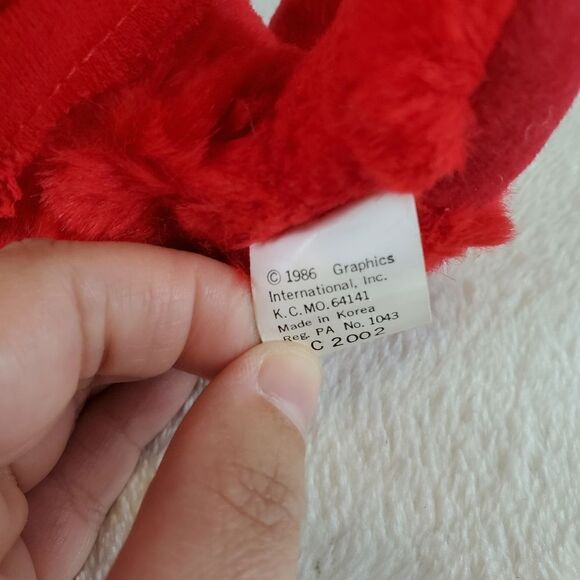 © 1986 Graphics
International, Inc.
K.C.MO. 64141
Made in Korea
Reg. PA No. 1043
C 2002